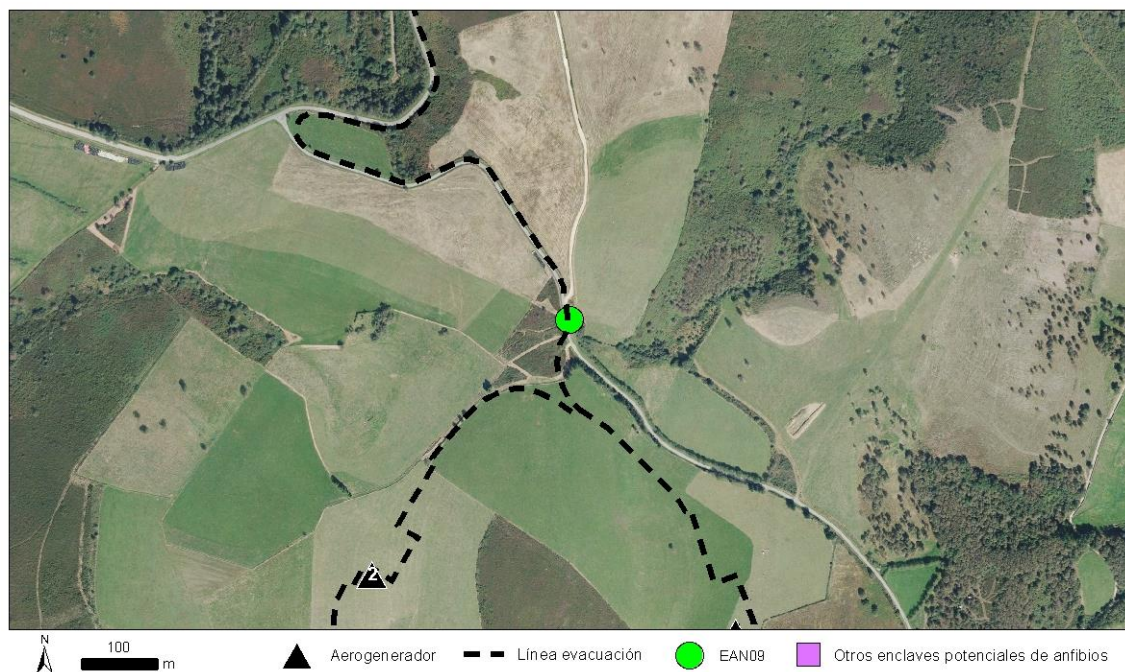 2
N
100
m
Aerogenerador
Línea evacuación
EAN09
Otros enclaves potenciales de anfibios